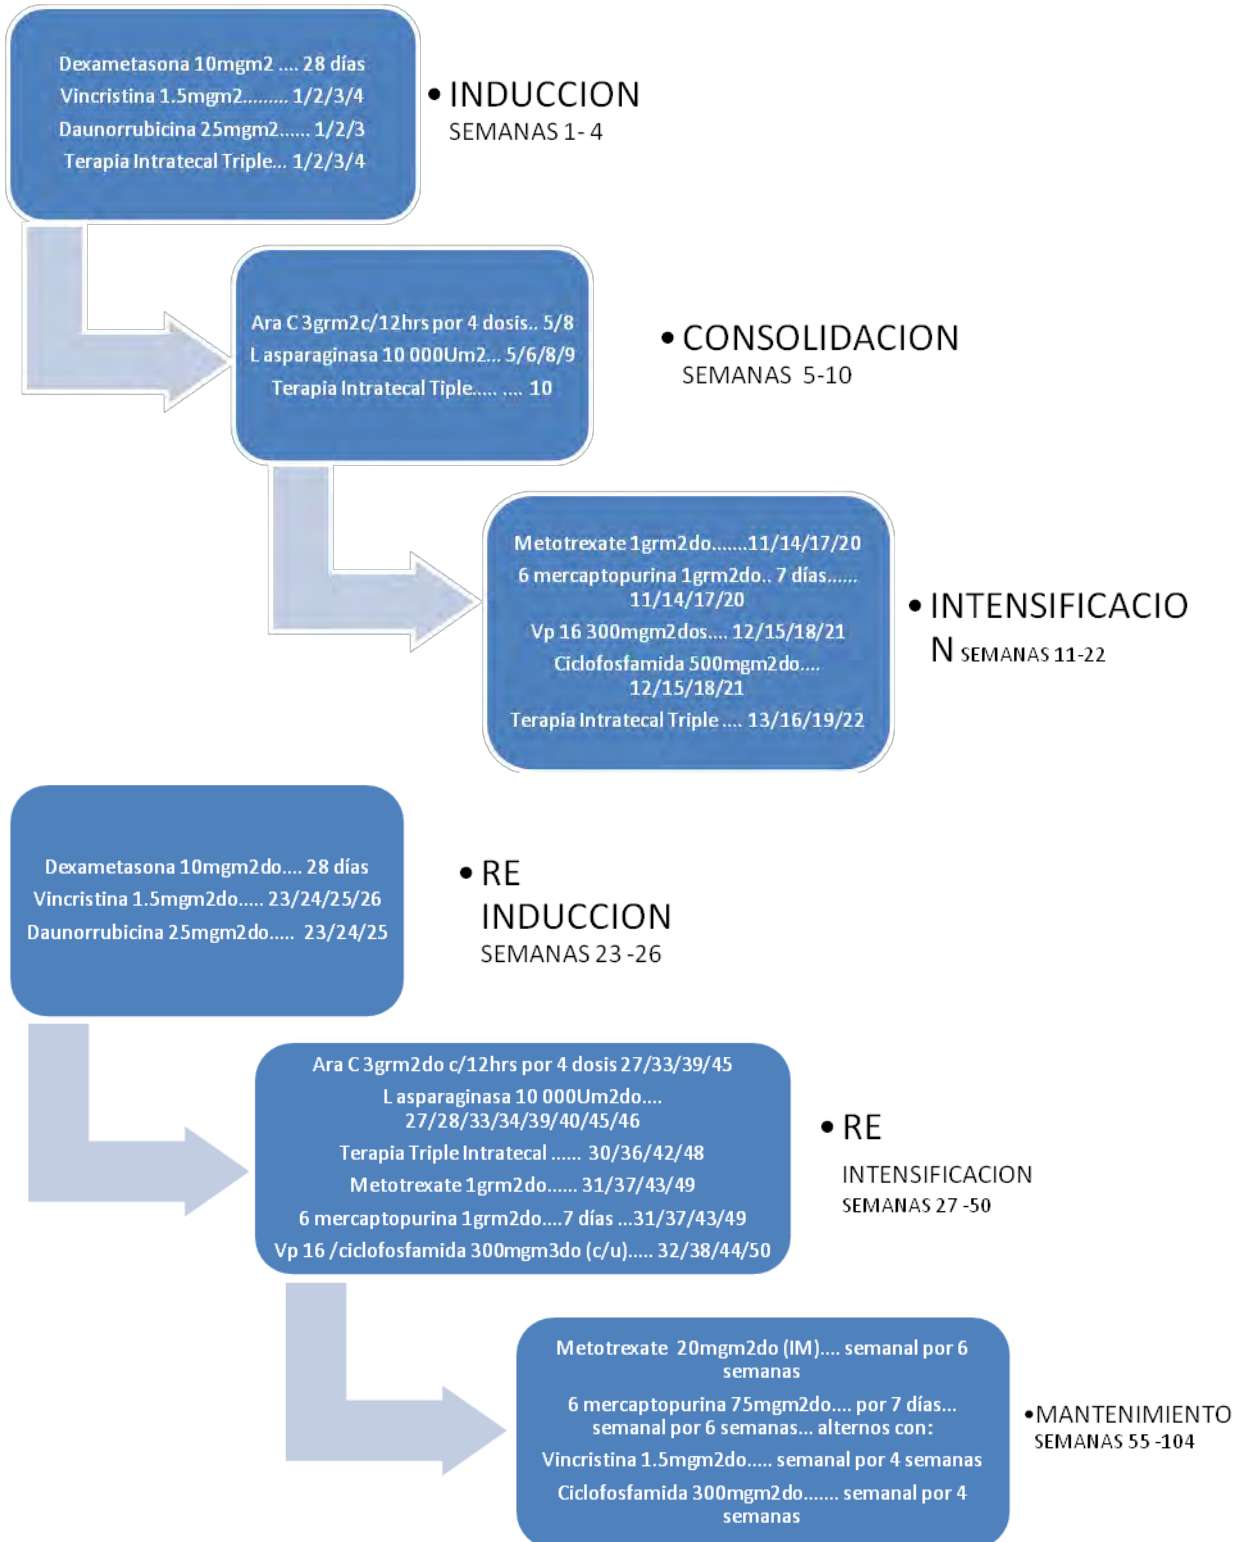 Dexametasona 10mgm2 .... 28 días
Vincristina 1.5mgm2......... 1/2/3/4
Daunorrubicina 25mgm2...... 1/2/3
Terapia Intratecal Triple... 1/2/3/4
• INDUCCION
SEMANAS 1- 4
Ara C 3grm2c/12hrs por 4 dosis.. 5/8
L asparaginasa 10 000Um2... 5/6/8/9
Terapia Intratecal Tiple..... .... 10
• CONSOLIDACION
SEMANAS 5-10
Metotrexate 1grm2do.......11/14/17/20
6 mercaptopurina 1grm2do.. 7 días......
11/14/17/20
Vp 16 300mgm2dos.... 12/15/18/21
Ciclofosfamida 500mgm2do....
12/15/18/21
Terapia Intratecal Triple .... 13/16/19/22
• INTENSIFICACIO
N SEMANAS 11-22
Dexametasona 10mgm2do.... 28 días
Vincristina 1.5mgm2do..... 23/24/25/26
Daunorrubicina 25mgm2do..... 23/24/25
• RE
INDUCCION
SEMANAS 23 -26
Ara C 3grm2do c/12hrs por 4 dosis 27/33/39/45
L asparaginasa 10 000Um2do....
27/28/33/34/39/40/45/46
Terapia Triple Intratecal ...... 30/36/42/48
Metotrexate 1grm2do...... 31/37/43/49
6 mercaptopurina 1grm2do....7 días ...31/37/43/49
Vp 16 /ciclofosfamida 300mgm3do (c/u)..... 32/38/44/50
• RE
INTENSIFICACION
SEMANAS 27 -50
Metotrexate 20mgm2do (IM).... semanal por 6
semanas
6 mercaptopurina 75mgm2do.... por 7 días...
semanal por 6 semanas... alternos con:
Vincristina 1.5mgm2do..... semanal por 4 semanas
Ciclofosfamida 300mgm2do....... semanal por 4
semanas
•MANTENIMIENTO
SEMANAS 55 -104